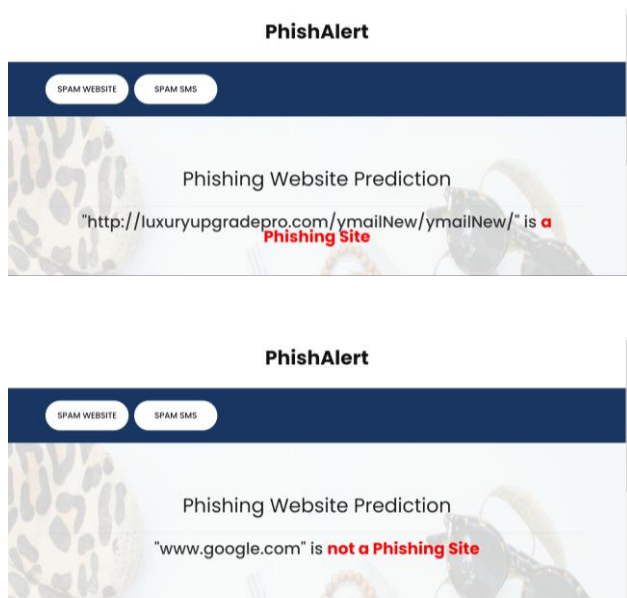 PhishAlert
SPAM WEBSITE SPAM SMS
Phishing Website Prediction
"http://luxuryupgradepro.com/ymailNew/ymailNew/" is a
Phishing Site
PhishAlert
SPAM WEBSITE SPAM SMS
Phishing Website Prediction
"www.google.com" is not a Phishing Site